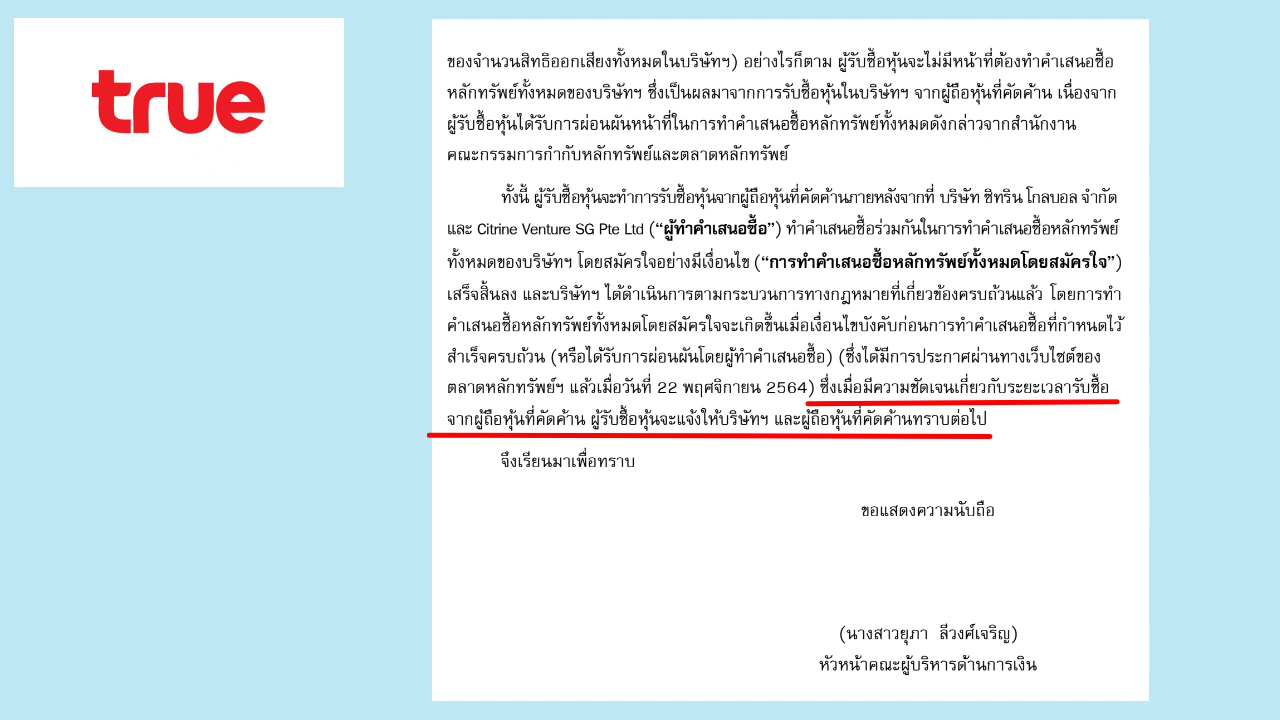 true
ของจำนวนสิทธิออกเสียงทั้งหมดในบริษัทฯ) อย่างไรก็ตาม ผู้รับซื้อหุ้นจะไม่มีหน้าที่ต้องทำคำเสนอซื้อ
หลักทรัพย์ทั้งหมดของบริษัทฯ ซึ่งเป็นผลมาจากการรับซื้อหุ้นในบริษัทฯ จากผู้ถือหุ้นที่คัดค้าน เนื่องจาก
ผู้รับซื้อหุ้นได้รับการผ่อนผันหน้าที่ในการทำคำเสนอซื้อหลักทรัพย์ทั้งหมดดังกล่าวจากสำนักงาน
คณะกรรมการกำกับหลักทรัพย์และตลาดหลักทรัพย์
ทั้งนี้ ผู้รับซื้อหุ้นจะทำการรับซื้อหุ้นจากผู้ถือหุ้นที่คัดค้านภายหลังจากที่ บริษัท ซิทริน โกลบอล จำกัด
และ Citrine Venture SG Pte Ltd (“ผู้ทำคำเสนอซื้อ”) ทำคำเสนอซื้อร่วมกันในการทำคำเสนอซื้อหลักทรัพย์
ทั้งหมดของบริษัทฯ โดยสมัครใจอย่างมีเงื่อนไข (“การทำคำเสนอซื้อหลักทรัพย์ทั้งหมดโดยสมัครใจ”)
เสร็จสิ้นลง และบริษัทฯ ได้ดำเนินการตามกระบวนการทางกฎหมายที่เกี่ยวข้องครบถ้วนแล้ว โดยการทำ
คำเสนอซื้อหลักทรัพย์ทั้งหมดโดยสมัครใจจะเกิดขึ้นเมื่อเงื่อนไขบังคับก่อนการทำคำเสนอซื้อที่กำหนดไว้
สำเร็จครบถ้วน (หรือได้รับการผ่อนผันโดยผู้ทำคำเสนอซื้อ) (ซึ่งได้มีการประกาศผ่านทางเว็บไซต์ของ
ตลาดหลักทรัพย์ฯ แล้วเมื่อวันที่ 22 พฤศจิกายน 2564) ซึ่งเมื่อมีความชัดเจนเกี่ยวกับระยะเวลารับซื้อ
จากผู้ถือหุ้นที่คัดค้าน ผู้รับซื้อหุ้นจะแจ้งให้บริษัทฯ และผู้ถือหุ้นที่คัดค้านทราบต่อไป
จึงเรียนมาเพื่อทราบ
ขอแสดงความนับถือ
(นางสาวยุภา ลีวงศ์เจริญ)
หัวหน้าคณะผู้บริหารด้านการเงิน